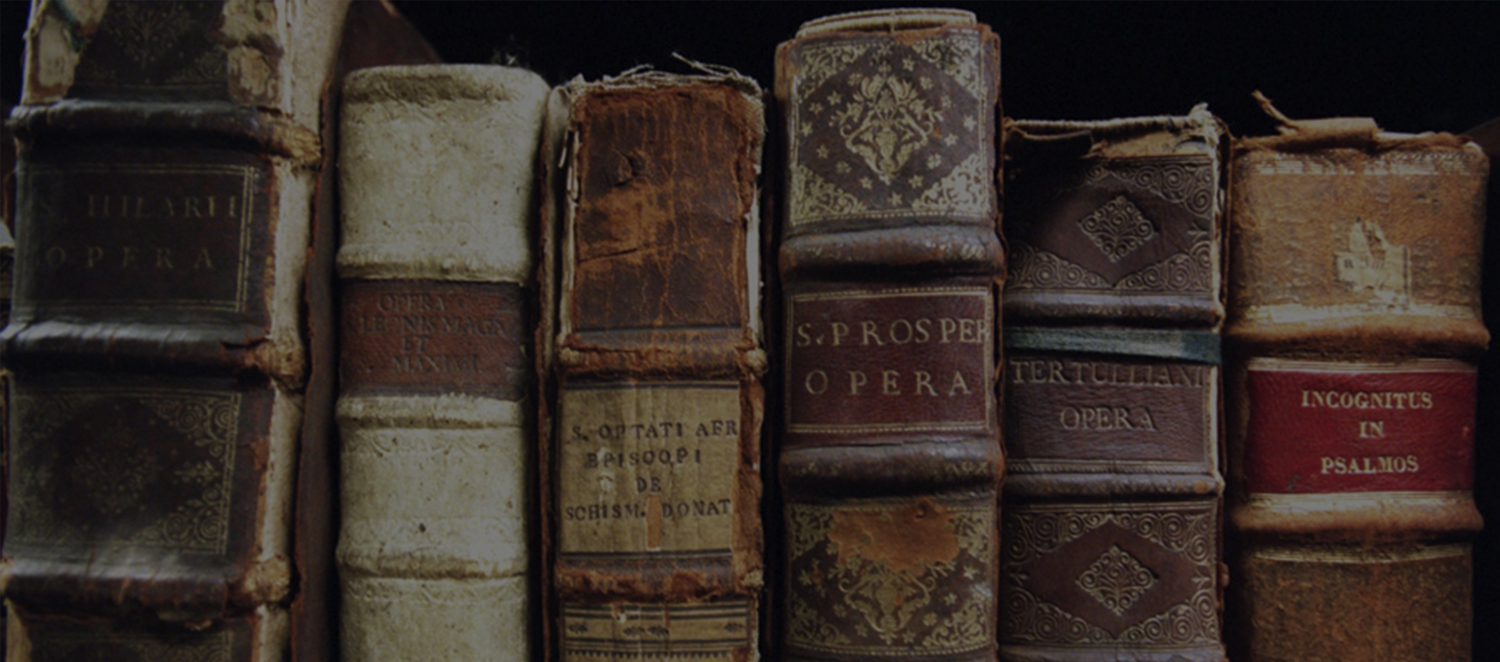 S. HILARII
OPERA
OPERA
LEONIS MAGN
ET
MAXIMI
S. OPTATI AFR
EPISCOPI
DE
SCHISM. DONAT
S. PROSPER
OPERA
TERTULLIANI
OPERA
INCOGNITUS
IN
PSALMOS